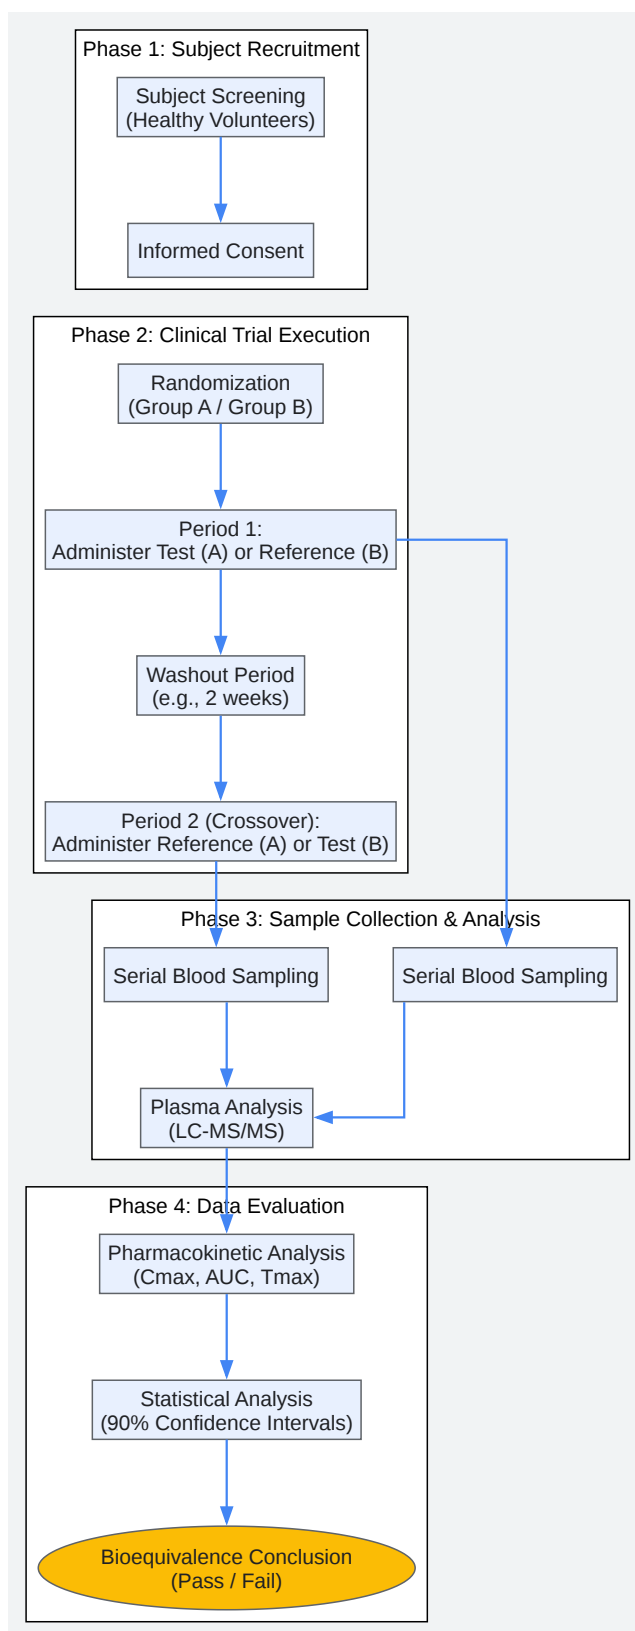 Phase 1: Subject Recruitment
Subject Screening
(Healthy Volunteers)
Informed Consent
Phase 2: Clinical Trial Execution
Randomization
(Group A / Group B)
Period 1:
Administer Test (A) or Reference (B)
Washout Period
(e.g., 2 weeks)
Period 2 (Crossover):
Administer Reference (A) or Test (B)
Phase 3: Sample Collection & Analysis
Serial Blood Sampling
Serial Blood Sampling
Plasma Analysis
(LC-MS/MS)
Phase 4: Data Evaluation
Pharmacokinetic Analysis
(Cmax, AUC, Tmax)
Statistical Analysis
(90% Confidence Intervals)
Bioequivalence Conclusion
(Pass / Fail)